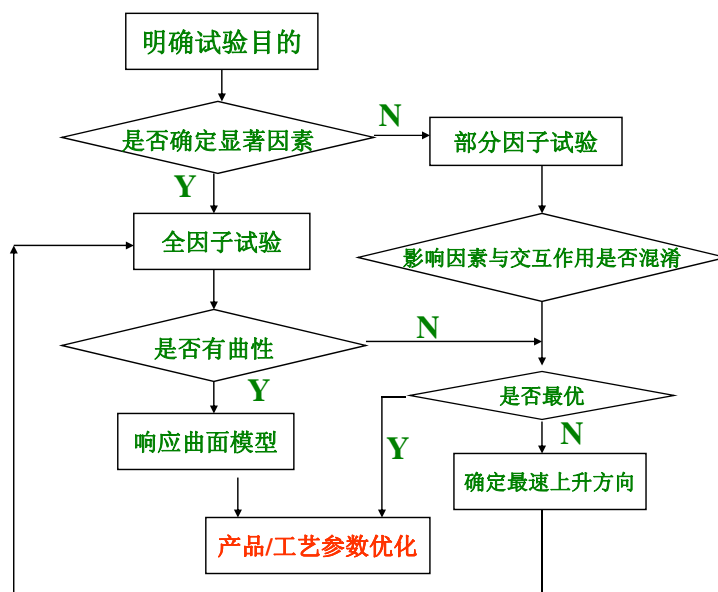 明确试验目的
是否确定显著因素
N
部分因子试验
Y
全因子试验
影响因素与交互作用是否混淆
是否有曲性
N
Y
是否最优
响应曲面模型
Y
N
确定最速上升方向
产品/工艺参数优化